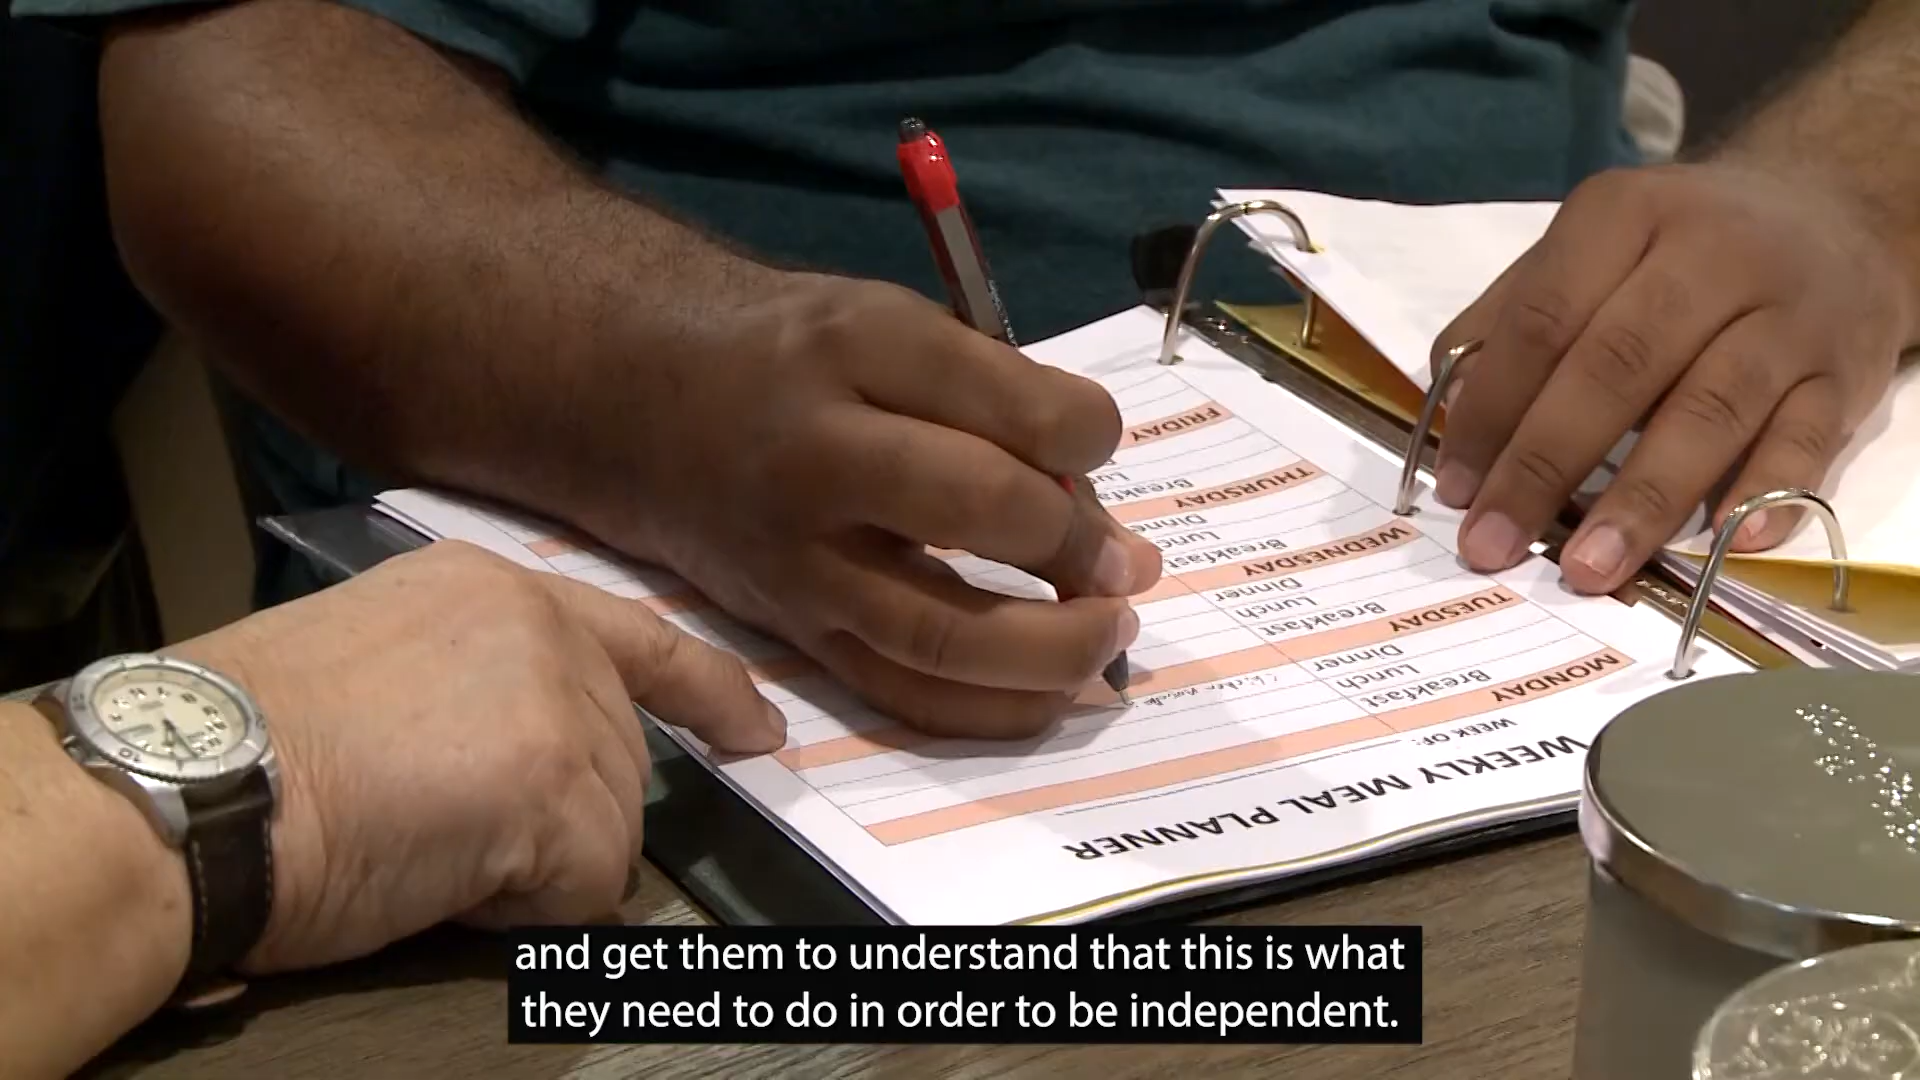 WEEKLY MEAL PLANNER
WEEK OF:
MONDAY
Breakfast
Lunch
Dinner
TUESDAY
Breakfast
Lunch
Dinner
WEDNESDAY
Breakfast
Dinner
THURSDAY
FRIDAY
and get them to understand that this is what
they need to do in order to be independent.